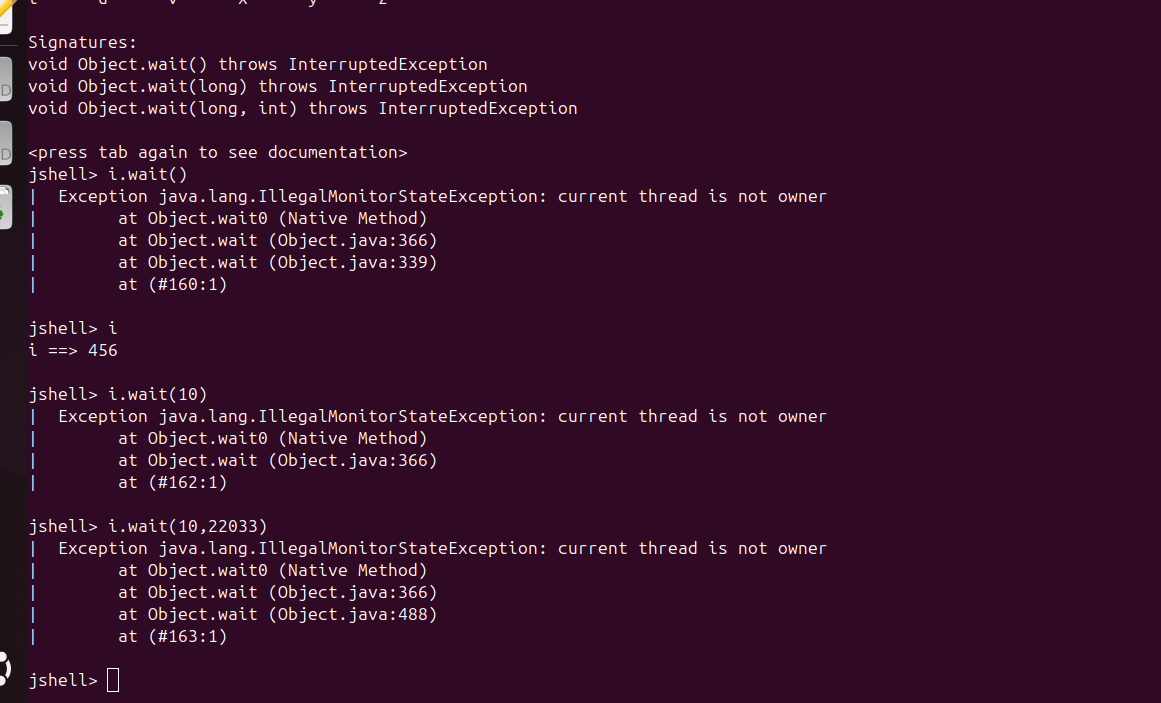 Signatures:
void Object.wait() throws InterruptedException
void Object.wait(long) throws InterruptedException
void Object.wait(long, int) throws InterruptedException
<press tab again to see documentation>
jshell> i.wait()
|  Exception java.lang.IllegalMonitorStateException: current thread is not owner
|        at Object.wait0 (Native Method)
|        at Object.wait (Object.java:366)
|        at Object.wait (Object.java:339)
|        at (#160:1)
jshell> i
i ==> 456
jshell> i.wait(10)
|  Exception java.lang.IllegalMonitorStateException: current thread is not owner
|        at Object.wait0 (Native Method)
|        at Object.wait (Object.java:366)
|        at (#162:1)
jshell> i.wait(10,22033)
|  Exception java.lang.IllegalMonitorStateException: current thread is not owner
|        at Object.wait0 (Native Method)
|        at Object.wait (Object.java:366)
|        at Object.wait (Object.java:488)
|        at (#163:1)
jshell>